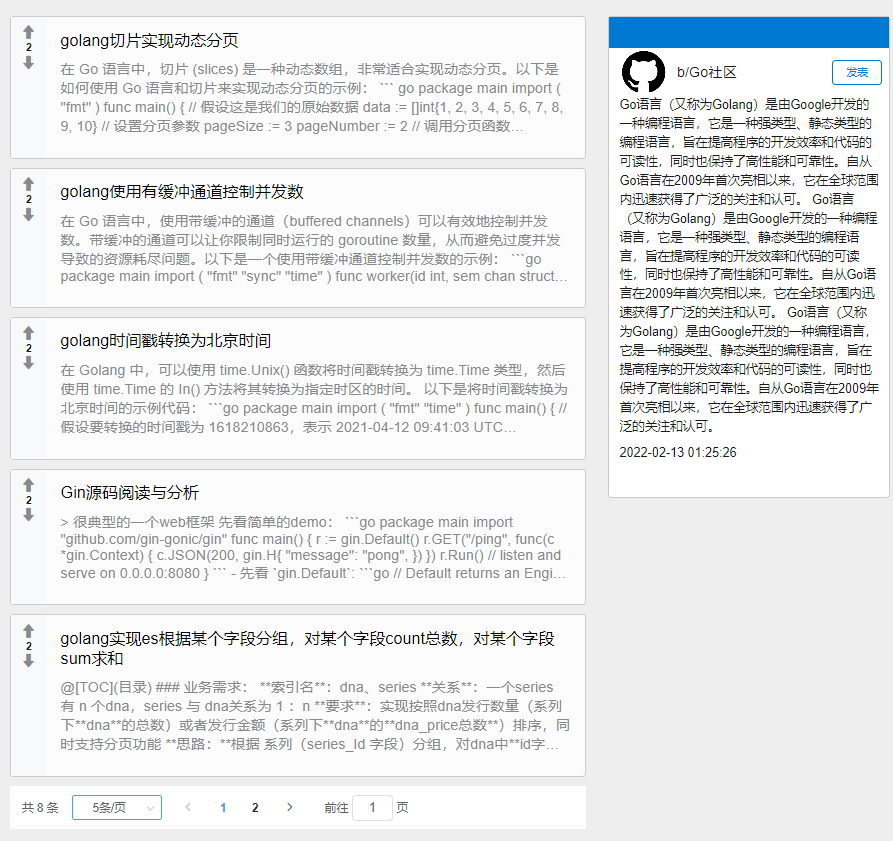 2
golang切片实现动态分页
在 Go 语言中，切片 (slices) 是一种动态数组，非常适合实现动态分页。以下是
如何使用 Go 语言和切片来实现动态分页的示例： ``` go package main import (
"fmt" ) func main() { // 假设这是我们的原始数据 data := []int{1, 2, 3, 4, 5, 6, 7, 8,
9, 10} // 设置分页参数 pageSize := 3 pageNumber := 2 // 调用分页函数…
2
golang使用有缓冲通道控制并发数
在 Go 语言中，使用带缓冲的通道（buffered channels）可以有效地控制并发
数。带缓冲的通道可以让你限制同时运行的 goroutine 数量，从而避免过度并发
导致的资源耗尽问题。以下是一个使用带缓冲通道控制并发数的示例： ```go
package main import ( "fmt" "sync" "time" ) func worker(id int, sem chan struct…
2
golang时间戳转换为北京时间
在 Golang 中，可以使用 time.Unix() 函数将时间戳转换为 time.Time 类型，然后
使用 time.Time 的 In() 方法将其转换为指定时区的时间。 以下是将时间戳转换为
北京时间的示例代码： ```go package main import ( "fmt" "time" ) func main() { //
假设要转换的时间戳为 1618210863，表示 2021-04-12 09:41:03 UTC…
2
Gin源码阅读与分析
> 很典型的一个web框架 先看简单的demo： ```go package main import
"github.com/gin-gonic/gin" func main() { r := gin.Default() r.GET("/ping", func(c
*gin.Context) { c.JSON(200, gin.H{ "message": "pong", }) }) r.Run() // listen and
serve on 0.0.0.0:8080 } ``` - 先看 `gin.Default`: ```go // Default returns an Engi…
2
golang实现es根据某个字段分组，对某个字段count总数，对某个字段
sum求和
@[TOC](目录) ### 业务需求： **索引名**：dna、series **关系**：一个series
有 n 个dna，series 与 dna关系为 1 ：n **要求**：实现按照dna发行数量（系列
下**dna**的总数）或者发行金额（系列下**dna**的**dna_price总数**）排序，同
时支持分页功能 **思路：**根据 系列（series_Id 字段）分组，对dna中**id字…
共 8 条 5条/页 1 2 前往 1 页
b/Go社区 发表
Go语言（又称为Golang）是由Google开发的
一种编程语言，它是一种强类型、静态类型的
编程语言，旨在提高程序的开发效率和代码的
可读性，同时也保持了高性能和可靠性。自从
Go语言在2009年首次亮相以来，它在全球范围
内迅速获得了广泛的关注和认可。 Go语言
（又称为Golang）是由Google开发的一种编程
语言，它是一种强类型、静态类型的编程语
言，旨在提高程序的开发效率和代码的可读
性，同时也保持了高性能和可靠性。自从Go语
言在2009年首次亮相以来，它在全球范围内迅
速获得了广泛的关注和认可。 Go语言（又称
为Golang）是由Google开发的一种编程语言，
它是一种强类型、静态类型的编程语言，旨在
提高程序的开发效率和代码的可读性，同时也
保持了高性能和可靠性。自从Go语言在2009年
首次亮相以来，它在全球范围内迅速获得了广
泛的关注和认可。
2022-02-13 01:25:26